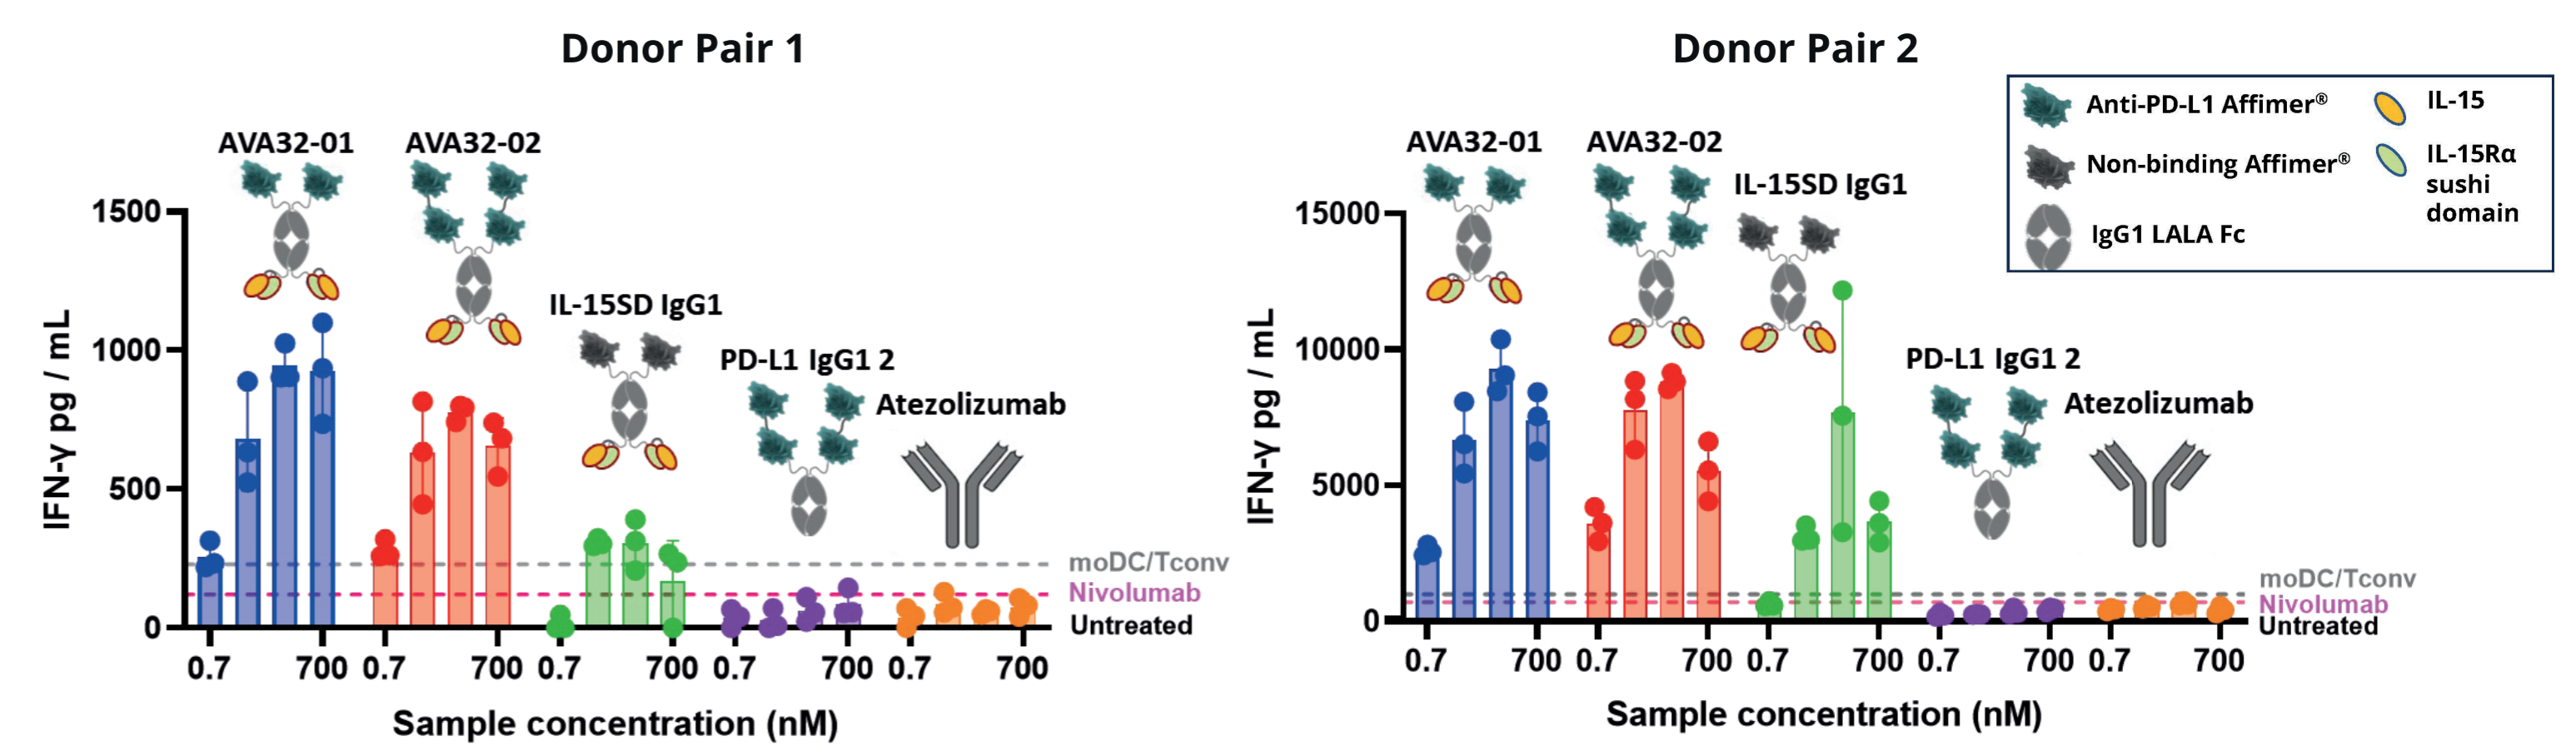 Donor Pair 1
AVA32-01
AVA32-02
IL-15SD IgG1
PD-L1 IgG1 2
Atezolizumab
IFN-γ pg / mL
1500
1000
500
0
moDC/Tconv
Nivolumab
Untreated
0.7 700 0.7 700 0.7 700 0.7 700 0.7 700
Sample concentration (nM)
Donor Pair 2
AVA32-01
AVA32-02
IL-15SD IgG1
PD-L1 IgG1 2
Atezolizumab
IFN-γ pg / mL
15000
10000
5000
0
moDC/Tconv
Nivolumab
Untreated
0.7 700 0.7 700 0.7 700 0.7 700 0.7 700
Sample concentration (nM)
Anti-PD-L1 Affimer®
Non-binding Affimer®
IgG1 LALA Fc
IL-15
IL-15Rα
sushi
domain